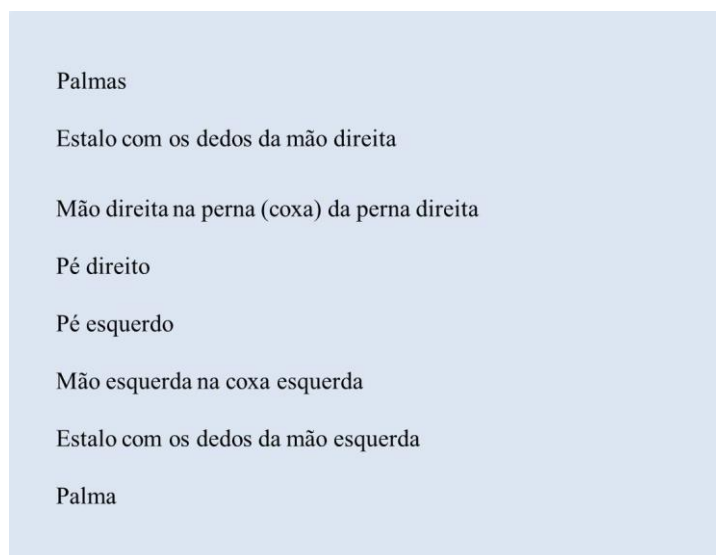 Palmas
Estalo com os dedos da mão direita
Mão direita na perna (coxa) da perna direita
Pé direito
Pé esquerdo
Mão esquerda na coxa esquerda
Estalo com os dedos da mão esquerda
Palma